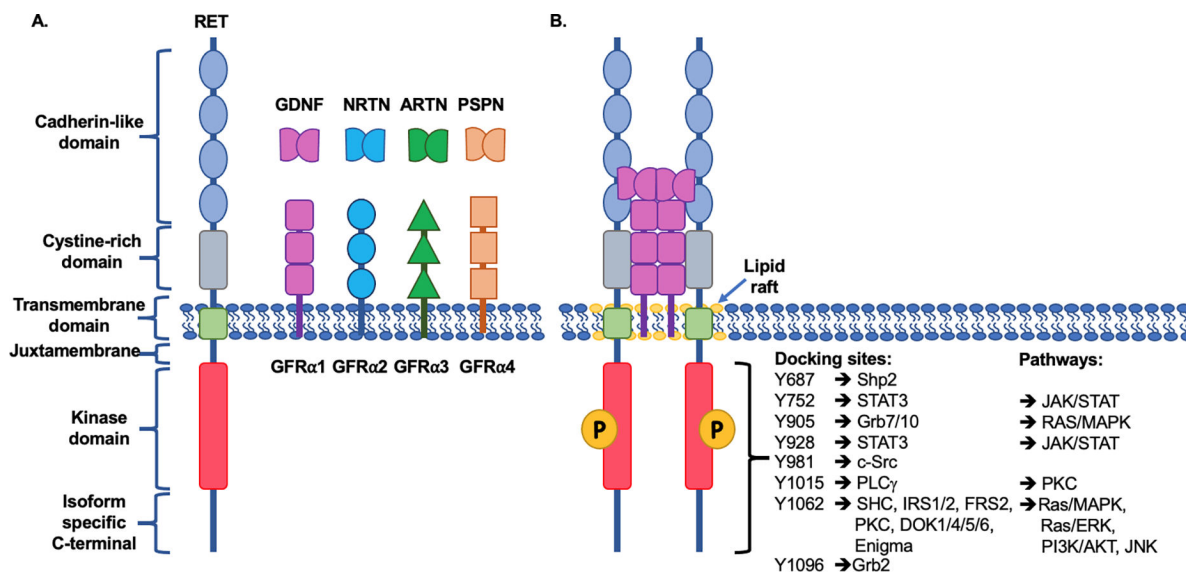 A.
RET
Cadherin-like
domain
Cystine-rich
domain
Transmembrane
domain
Juxtamembrane
Kinase
domain
Isoform
specific
C-terminal
GDNF NRTN ARTN PSPN
GFRα1 GFRα2 GFRα3 GFRα4
B.
Lipid
raft
P
P
Docking sites: Pathways:
Y687 ➔ Shp2
Y752 ➔ STAT3 ➔ JAK/STAT
Y905 ➔ Grb7/10 ➔ RAS/MAPK
Y928 ➔ STAT3 ➔ JAK/STAT
Y981 ➔ c-Src
Y1015 ➔ PLCγ ➔ PKC
Y1062 ➔ SHC, IRS1/2, FRS2, ➔Ras/MAPK,
PKC, DOK1/4/5/6, Ras/ERK,
Enigma PI3K/AKT, JNK
Y1096 ➔Grb2